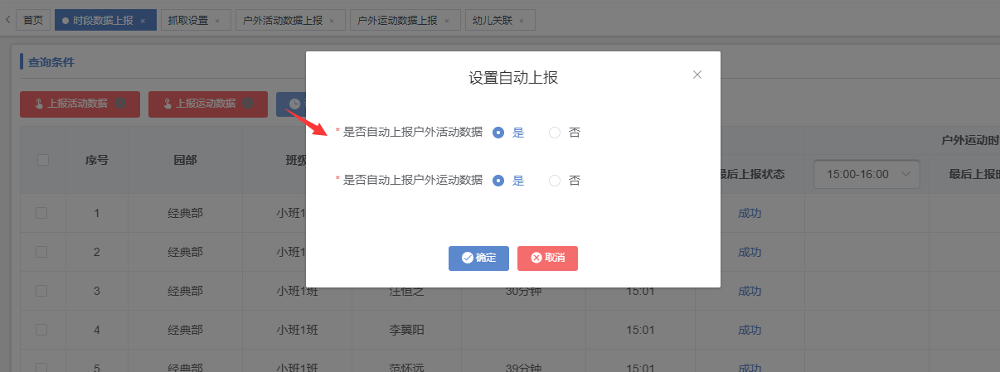 首页
时段数据上报
抓取设置
户外活动数据上报
户外运动数据上报
幼儿关联
查询条件
上报活动数据
上报运动数据
设置自动上报
* 是否自动上报户外活动数据 是 否
* 是否自动上报户外运动数据 是 否
确定 取消
序号 园部 班级 最后上报状态 户外运动时
15:00-16:00 最后上报时
1 经典部 小班1 成功
2 经典部 小班1 成功
3 经典部 小班1班 汪恒之 30分钟 15:01 成功
4 经典部 小班1班 李翼阳 15:01 成功
5 经典部 小班1班 范怀远 39分钟 15:01 成功